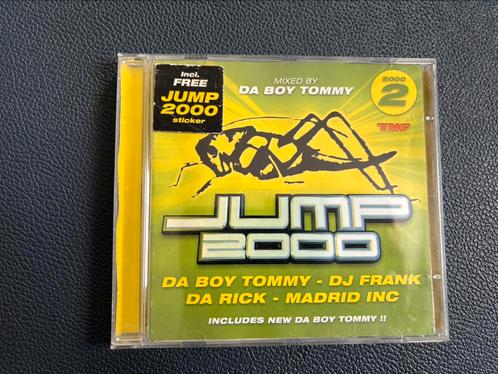 Incl.
FREE
JUMP
2000
sticker
MIXED BY
DA BOY TOMMY
2000
2
TMF
JUMP
2000
DA BOY TOMMY - DJ FRANK
DA RICK - MADRID INC
INCLUDES NEW DA BOY TOMMY !!